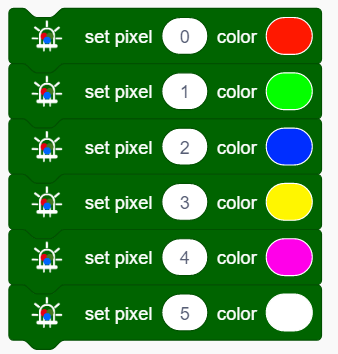 set pixel 0 color
set pixel 1 color
set pixel 2 color
set pixel 3 color
set pixel 4 color
set pixel 5 color